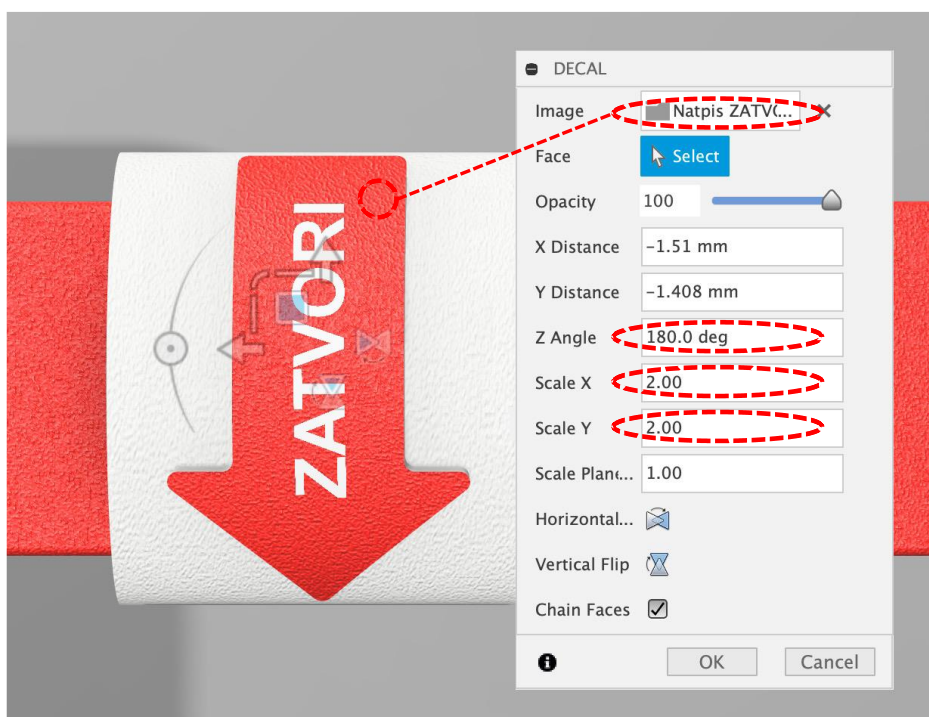 ZATVORI
DECAL
Image Natpis ZATV(...
Face Select
Opacity 100
X Distance -1.51 mm
Y Distance -1.408 mm
Z Angle 180.0 deg
Scale X 2.00
Scale Y 2.00
Scale Plan... 1.00
Horizontal...
Vertical Flip
Chain Faces
OK Cancel